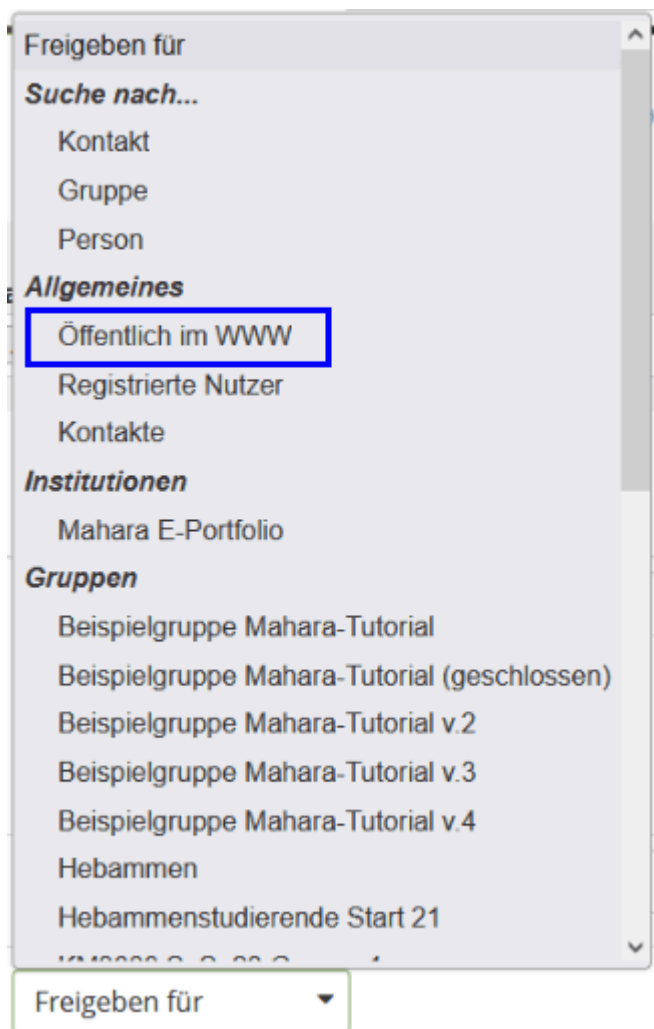 Freigeben für
Suche nach...
Kontakt
Gruppe
Person
Allgemeines
Öffentlich im WWW
Registrierte Nutzer
Kontakte
Institutionen
Mahara E-Portfolio
Gruppen
Beispielgruppe Mahara-Tutorial
Beispielgruppe Mahara-Tutorial (geschlossen)
Beispielgruppe Mahara-Tutorial v.2
Beispielgruppe Mahara-Tutorial v.3
Beispielgruppe Mahara-Tutorial v.4
Hebammen
Hebammenstudierende Start 21
Freigeben für